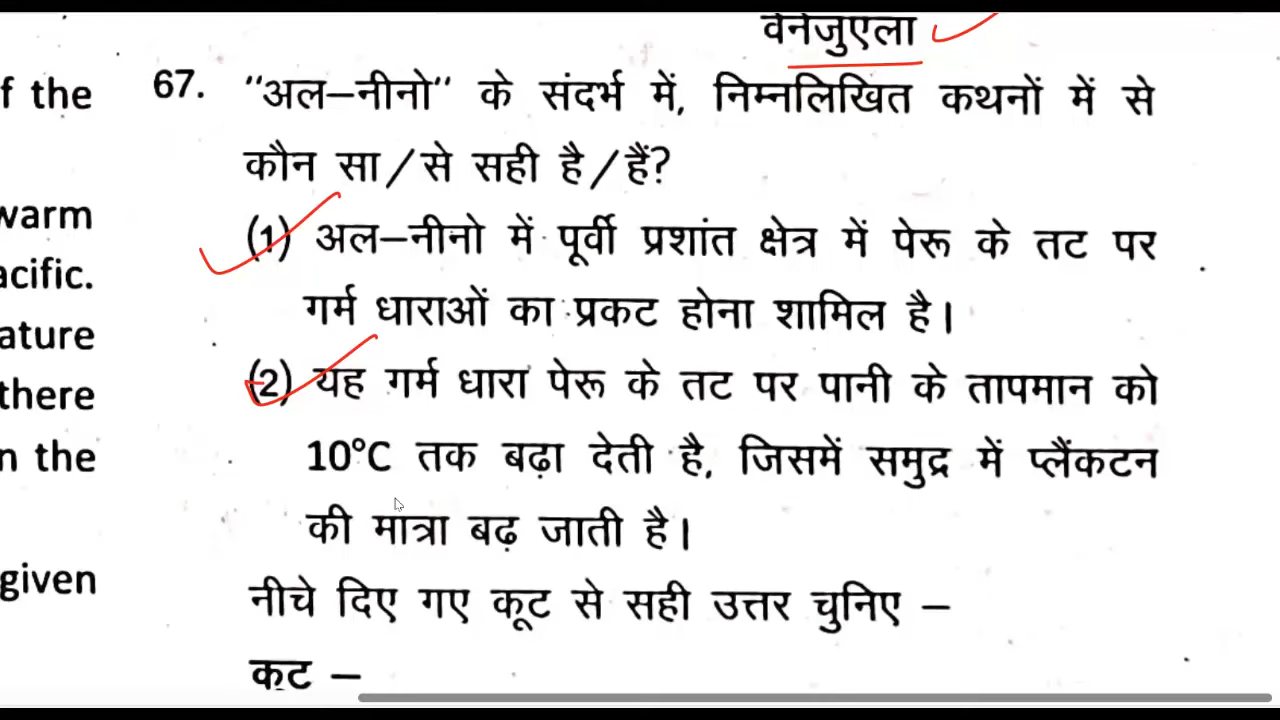 वेनेजुएला
f the
67. "अल–नीनो" के संदर्भ में, निम्नलिखित कथनों में से
कौन सा/से सही है/हैं?
warm
(1) अल–नीनो में पूर्वी प्रशांत क्षेत्र में पेरू के तट पर
acific.
गर्म धाराओं का प्रकट होना शामिल है।
ature
(2) यह गर्म धारा पेरू के तट पर पानी के तापमान को
there
10°C तक बढ़ा देती है, जिसमें समुद्र में प्लैंकटन
n the
की मात्रा बढ़ जाती है।
given
नीचे दिए गए कूट से सही उत्तर चुनिए –
कूट –